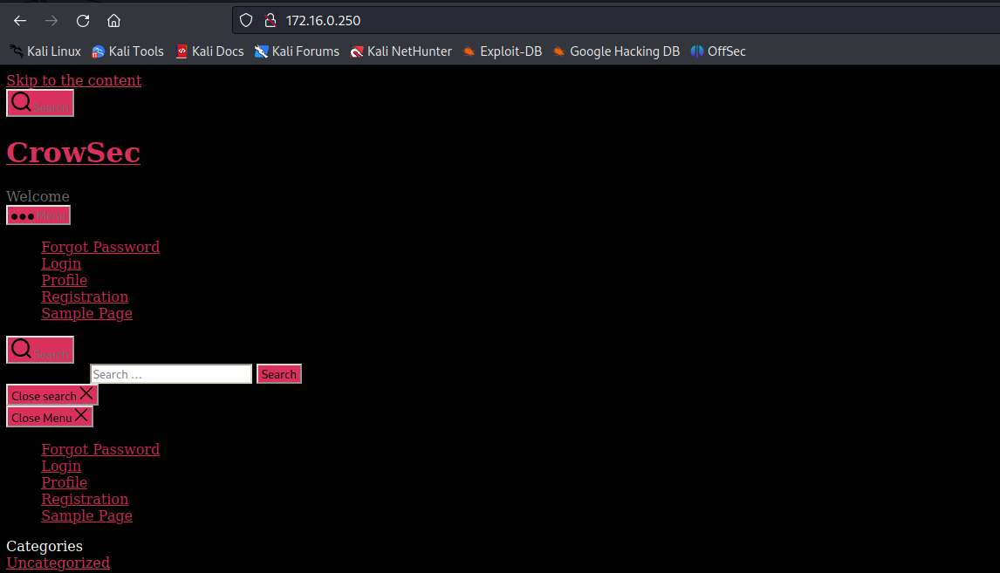 172.16.0.250
Kali Linux Kali Tools Kali Docs Kali Forums Kali NetHunter Exploit-DB Google Hacking DB OffSec
Skip to the content
Search
CrowSec
Welcome
Menu
Forgot Password
Login
Profile
Registration
Sample Page
Search
Search … Search
Close search
Close Menu
Forgot Password
Login
Profile
Registration
Sample Page
Categories
Uncategorized